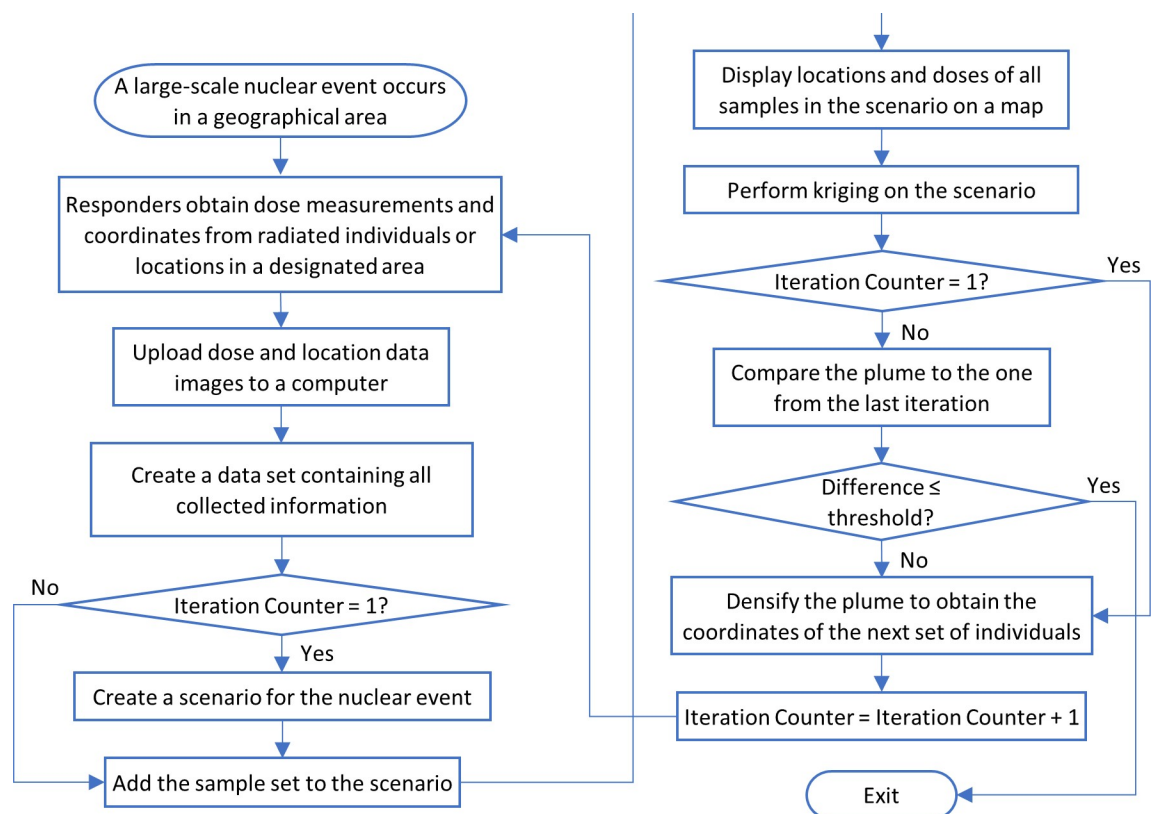 A large-scale nuclear event occurs
in a geographical area
Responders obtain dose measurements and
coordinates from radiated individuals or
locations in a designated area
Upload dose and location data
images to a computer
Create a data set containing all
collected information
No
Iteration Counter = 1?
Yes
Create a scenario for the nuclear event
Add the sample set to the scenario
Display locations and doses of all
samples in the scenario on a map
Perform kriging on the scenario
Yes
Iteration Counter = 1?
No
Compare the plume to the one
from the last iteration
Difference ≤
threshold?
Yes
No
Densify the plume to obtain the
coordinates of the next set of individuals
Iteration Counter = Iteration Counter + 1
Exit